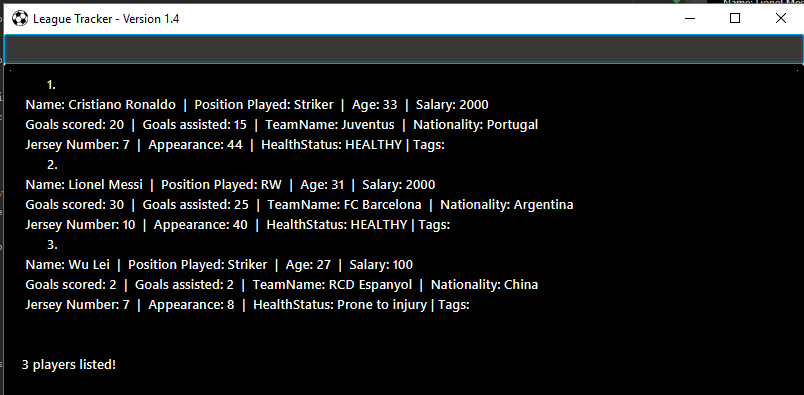 League Tracker - Version 1.4
1.
Name: Cristiano Ronaldo | Position Played: Striker | Age: 33 | Salary: 2000
Goals scored: 20 | Goals assisted: 15 | TeamName: Juventus | Nationality: Portugal
Jersey Number: 7 | Appearance: 44 | HealthStatus: HEALTHY | Tags:
2.
Name: Lionel Messi | Position Played: RW | Age: 31 | Salary: 2000
Goals scored: 30 | Goals assisted: 25 | TeamName: FC Barcelona | Nationality: Argentina
Jersey Number: 10 | Appearance: 40 | HealthStatus: HEALTHY | Tags:
3.
Name: Wu Lei | Position Played: Striker | Age: 27 | Salary: 100
Goals scored: 2 | Goals assisted: 2 | TeamName: RCD Espanyol | Nationality: China
Jersey Number: 7 | Appearance: 8 | HealthStatus: Prone to injury | Tags:
3 players listed!